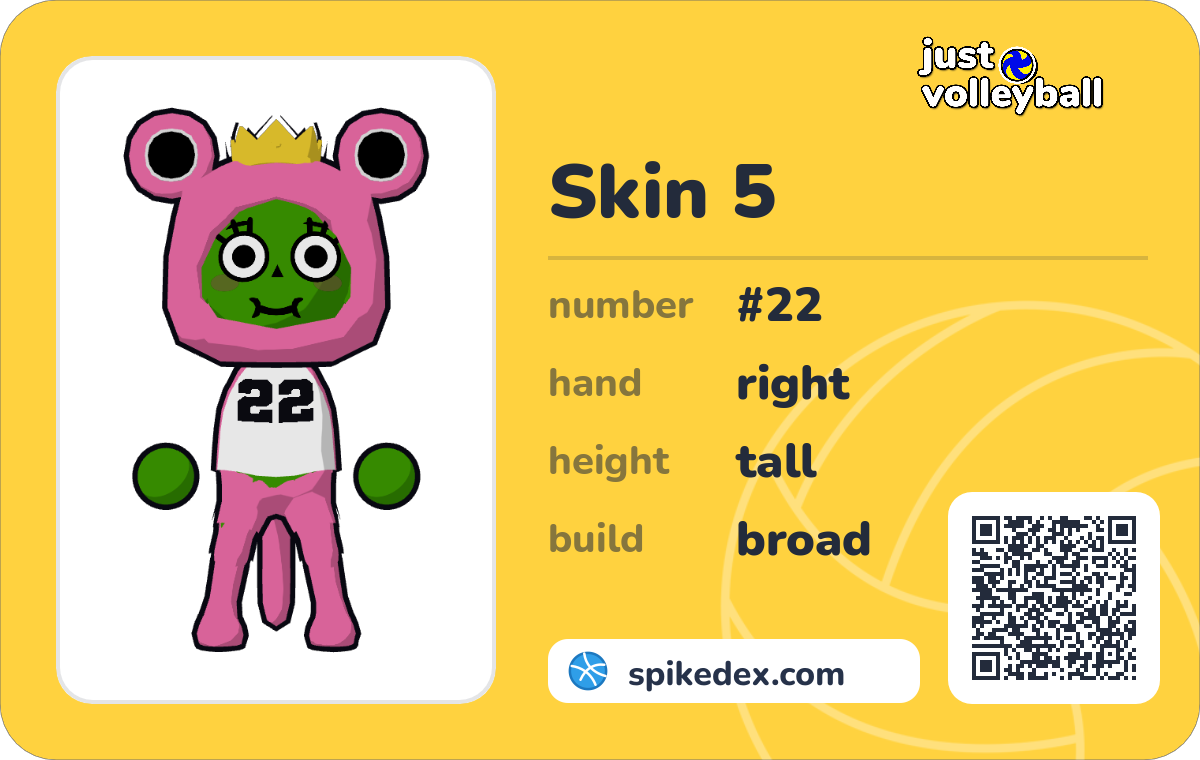 just
volleyball
Skin 5
number #22
hand right
height tall
build broad
22
spikedex.com